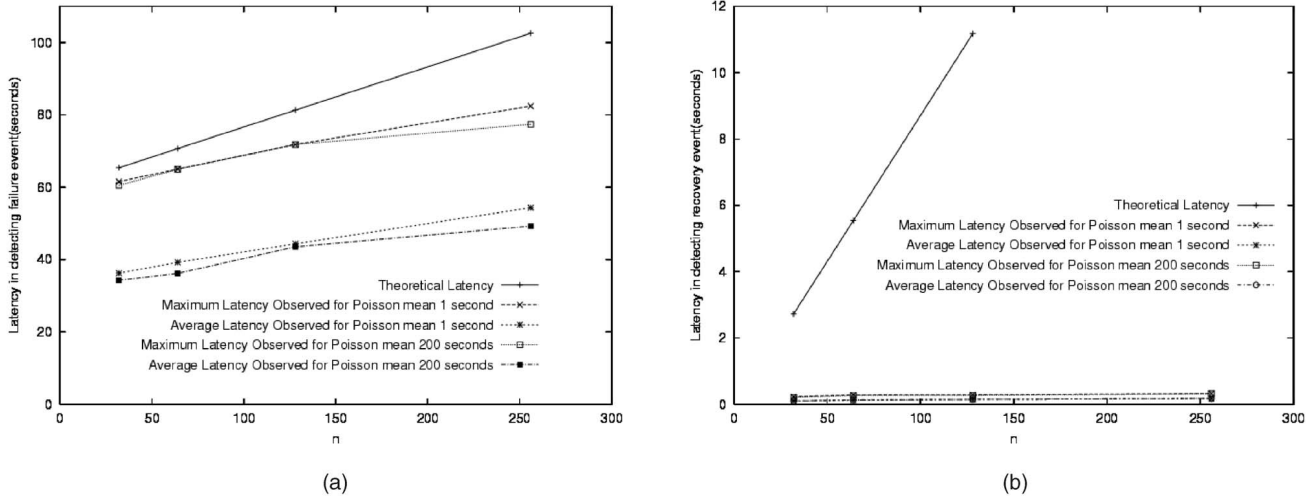 100
80
60
40
20
0
0
50
100
150
200
250
300
Latency in detecting failure event(seconds)
n
Theoretical Latency
Maximum Latency Observed for Poisson mean 1 second
Average Latency Observed for Poisson mean 1 second
Maximum Latency Observed for Poisson mean 200 seconds
Average Latency Observed for Poisson mean 200 seconds
(a)
12
10
8
6
4
2
0
0
50
100
150
200
250
300
Latency in detecting recovery event(seconds)
n
Theoretical Latency
Maximum Latency Observed for Poisson mean 1 second
Average Latency Observed for Poisson mean 1 second
Maximum Latency Observed for Poisson mean 200 seconds
Average Latency Observed for Poisson mean 200 seconds
(b)